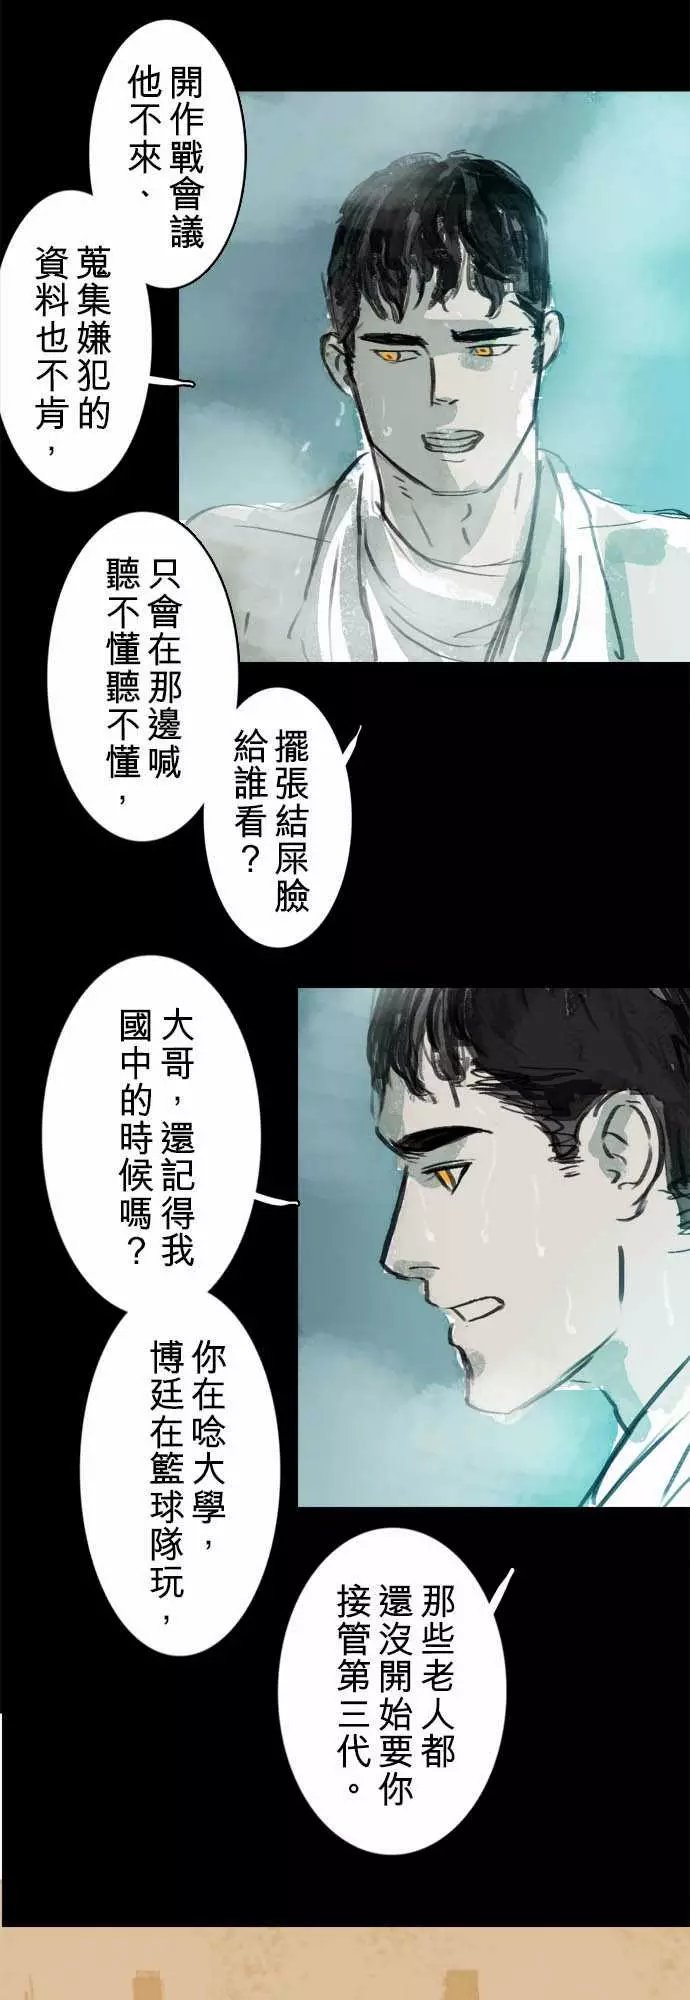 開作戰會議
他不來、
蒐集嫌犯的
資料也不肯，
只會在那邊喊
聽不懂聽不懂，
擺張結屎臉
給誰看？
大哥，還記得我
國中的時候嗎？
你在唸大學，
博廷在籃球隊玩，
那些老人都
還沒開始要你
接管第三代。